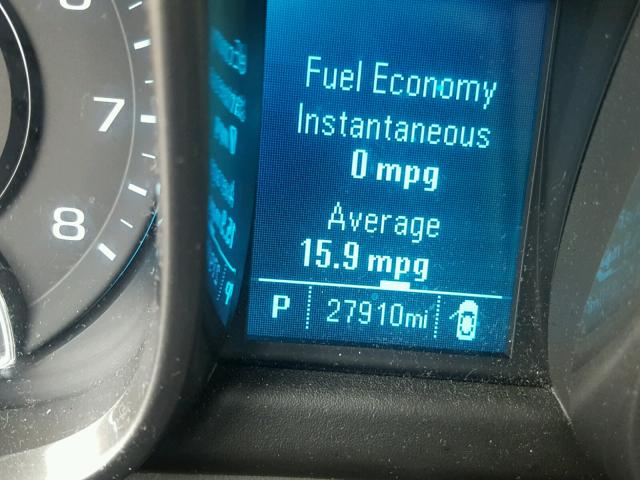 Fuel Economy
Instantaneous
0 mpg
Average
15.9 mpg
P 27910mi
7
8